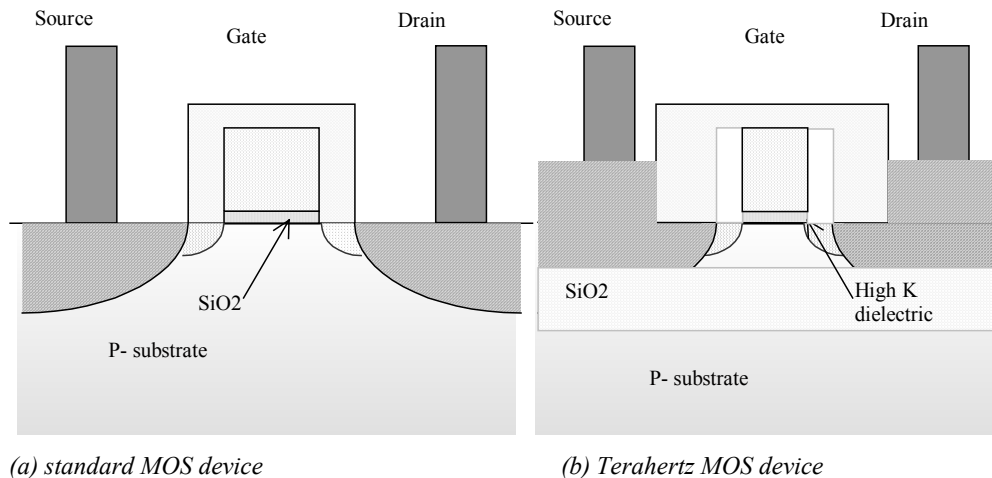 Source
Gate
Drain
SiO2
P- substrate
(a) standard MOS device
Source
Gate
Drain
SiO2
High K
dielectric
P- substrate
(b) Terahertz MOS device